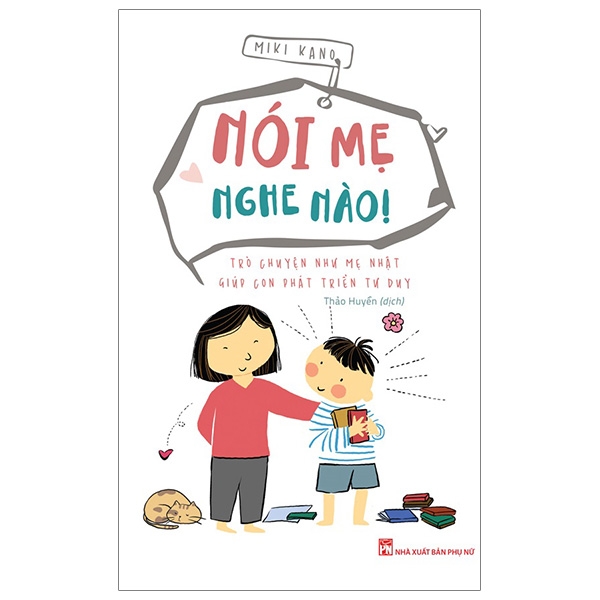 MIKI KANO
NÓI MẸ
NGHE NÀO!
TRÒ CHUYỆN NHƯ MẸ NHẬT
GIÚP CON PHÁT TRIỂN TƯ DUY
Thảo Huyền (dịch)
PN NHÀ XUẤT BẢN PHỤ NỮ